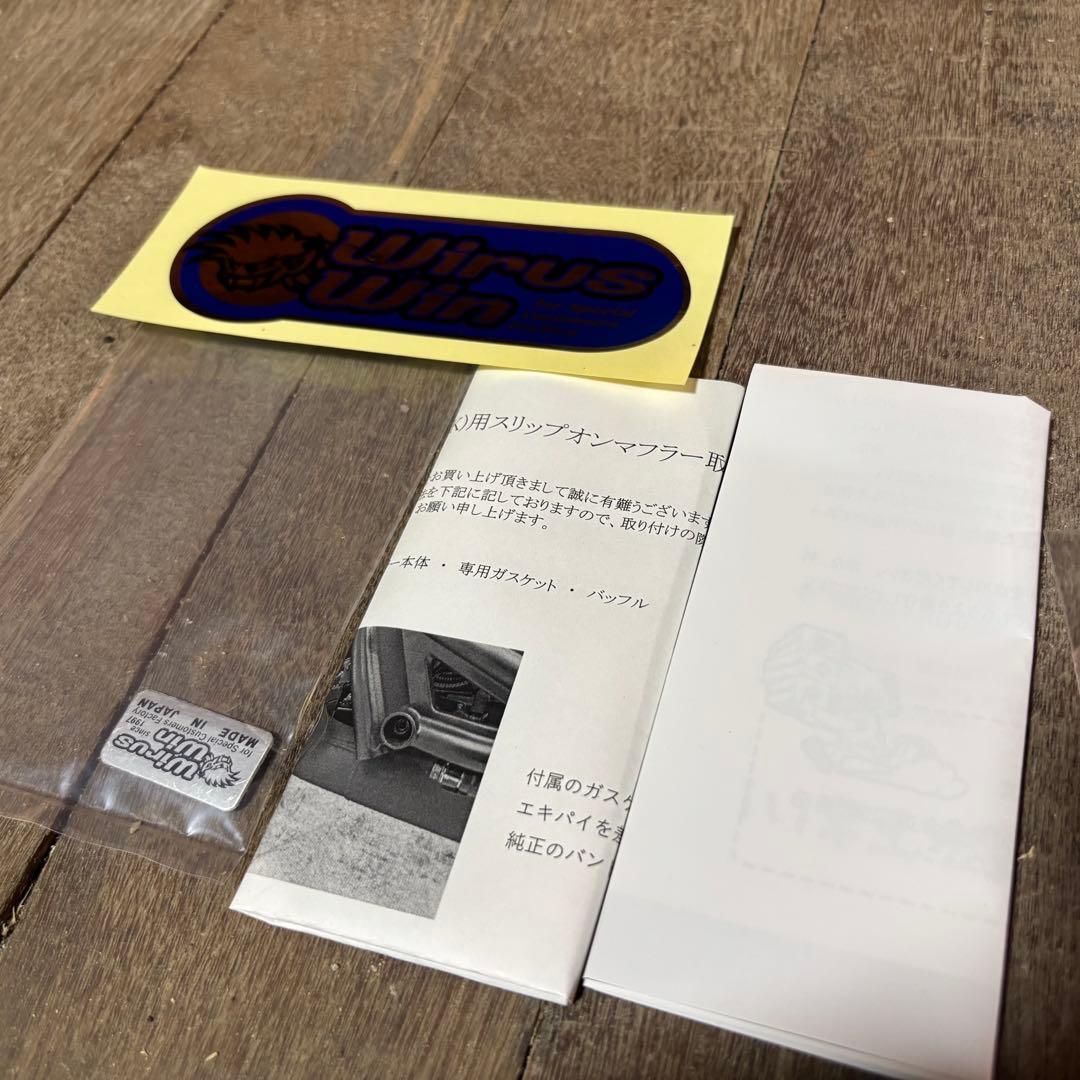 Wirus
Win
for Special
Customers
Factory
)用スリップオンマフラー取
お買い上げ頂きまして誠に有難うございます
を下記に記しておりますので、取り付けの際
お願い申し上げます。
ー本体 ・ 専用ガスケット ・ バッフル
付属のガスケ
エキパイを差
純正のバン
Wirus
Win
since 1997
for Special Customers Factory
MADE IN JAPAN